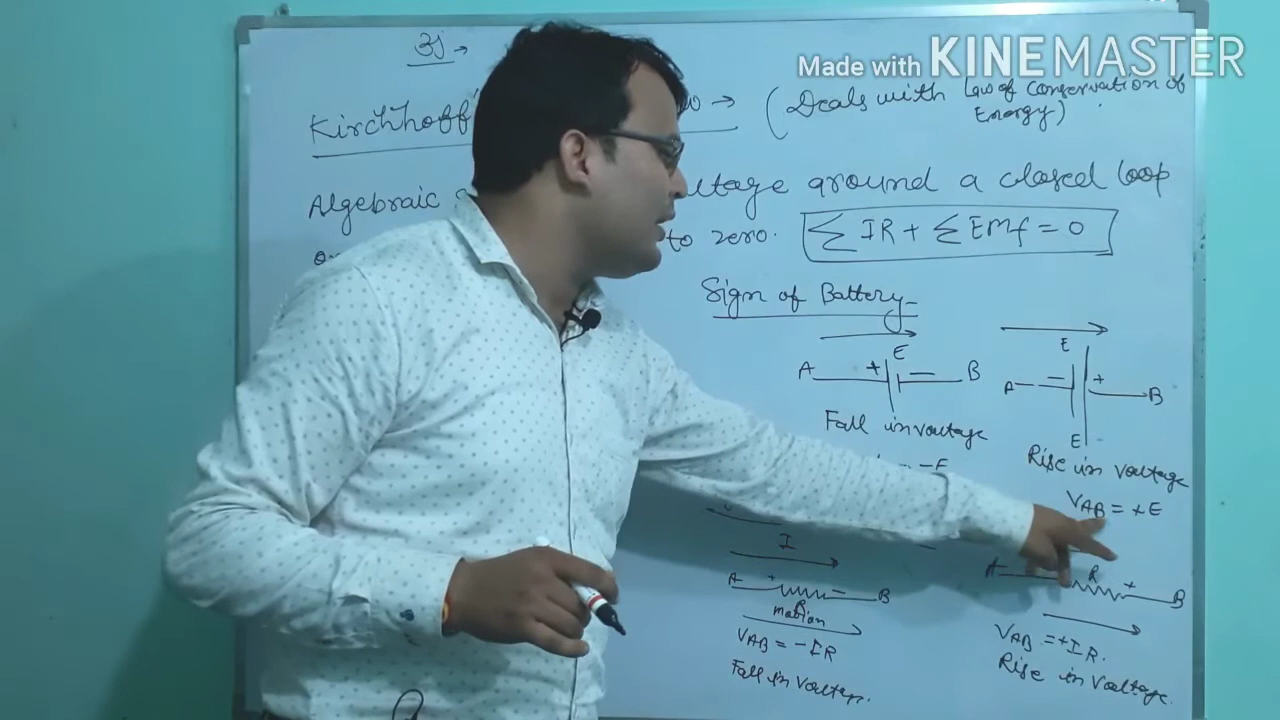 Made with KINEMASTER
Kirchhoff
(Deals with Law of conservation of
Energy)
Algebraic
around a closed loop
to zero. Σ IR + Σ EMf = 0
Sign of Battery
A + E − B
A − E + B
E
Fall in voltage
Rise in voltage
VAB = +E
I
A + − B
R
A R + B
motion
VAB = −IR
VAB = +IR.
Fall in voltage.
Rise in voltage.